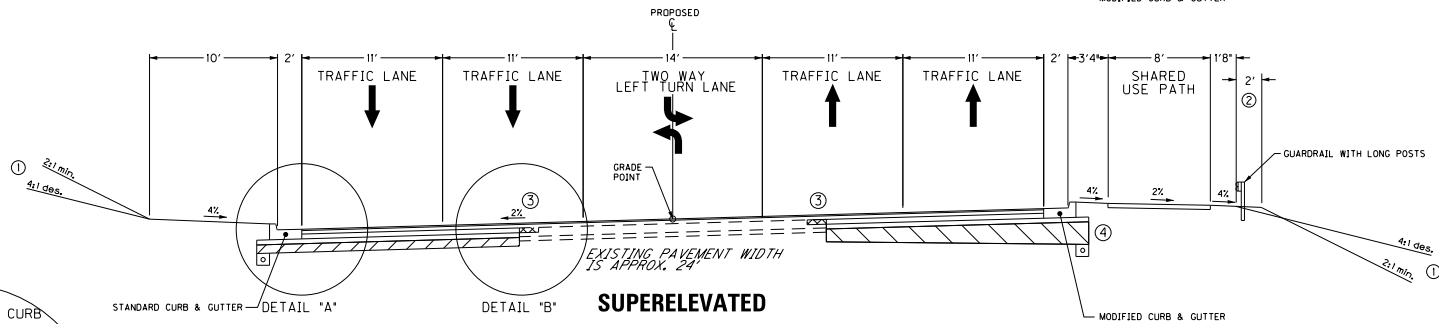 MODIFIED CURB & GUTTER
PROPOSED
℄
10' 2' 11' 11' 14' 11' 11' 2' 3'4" 8' 1'8"
2'
②
TRAFFIC LANE
TRAFFIC LANE
TWO WAY
LEFT TURN LANE
TRAFFIC LANE
TRAFFIC LANE
SHARED
USE PATH
GUARDRAIL WITH LONG POSTS
①
2:1 min.
4:1 des.
GRADE
POINT
4%
2%
③
③
4%
2%
4%
④
EXISTING PAVEMENT WIDTH
IS APPROX. 24'
4:1 des.
2:1 min.
①
CURB
STANDARD CURB & GUTTER
DETAIL "A"
DETAIL "B"
SUPERELEVATED
MODIFIED CURB & GUTTER